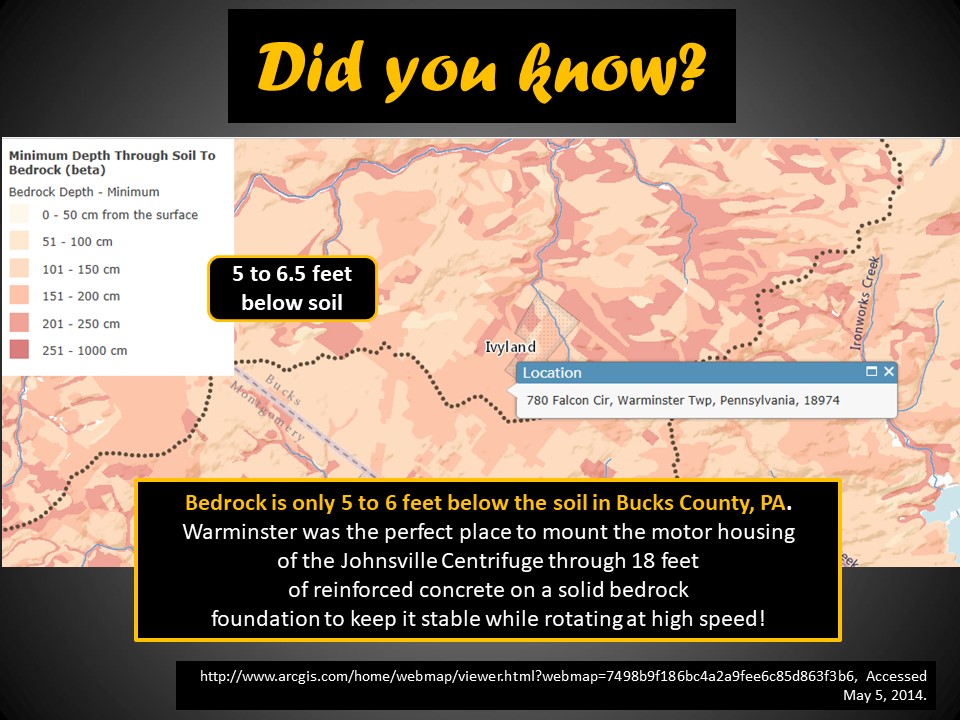 Did you know?
Minimum Depth Through Soil To
Bedrock (beta)
Bedrock Depth - Minimum
0 - 50 cm from the surface
51 - 100 cm
101 - 150 cm
151 - 200 cm
201 - 250 cm
251 - 1000 cm
5 to 6.5 feet
below soil
Ironworks Creek
Ivyland
Location
780 Falcon Cir, Warminster Twp, Pennsylvania, 18974
Bucks
Montgomery
Bedrock is only 5 to 6 feet below the soil in Bucks County, PA.
Warminster was the perfect place to mount the motor housing
of the Johnsville Centrifuge through 18 feet
of reinforced concrete on a solid bedrock
foundation to keep it stable while rotating at high speed!
eek
http://www.arcgis.com/home/webmap/viewer.html?webmap=7498b9f186bc4a2a9fee6c85d863f3b6, Accessed
May 5, 2014.